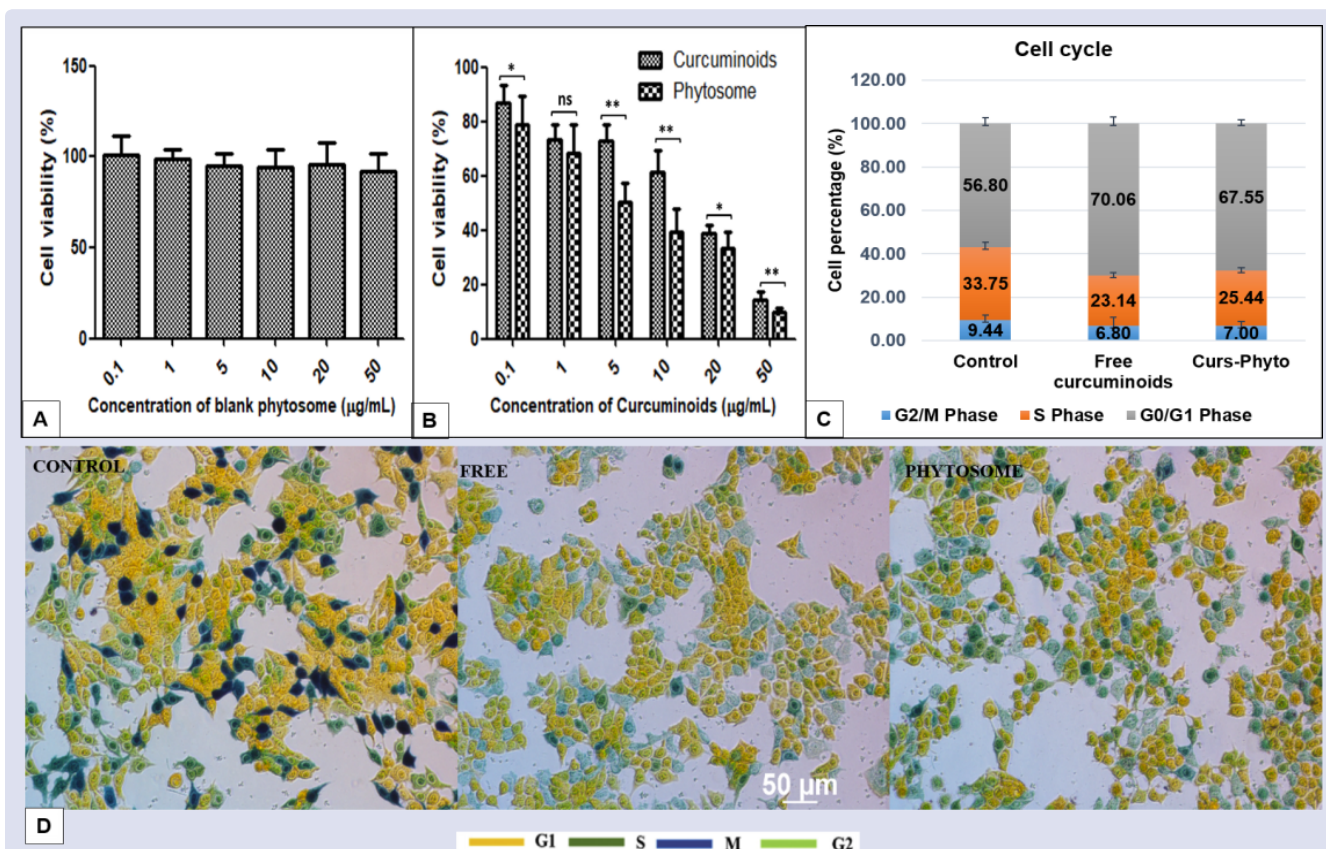 150
100
50
0
Cell viability (%)
0.1 1 5 10 20 50
Concentration of blank phytosome (µg/mL)
A
100
80
60
40
20
0
Cell viability (%)
Curcuminoids
Phytosome
* ns ** ** * **
0.1 1 5 10 20 50
Concentration of Curcuminoids (µg/mL)
B
Cell cycle
120.00
100.00
80.00
60.00
40.00
20.00
0.00
Cell percentage (%)
56.80 70.06 67.55
33.75 23.14 25.44
9.44 6.80 7.00
Control Free Curs-Phyto
curcuminoids
G2/M Phase S Phase G0/G1 Phase
C
CONTROL
FREE
PHYTOSOME
50 µm
D
G1 S M G2